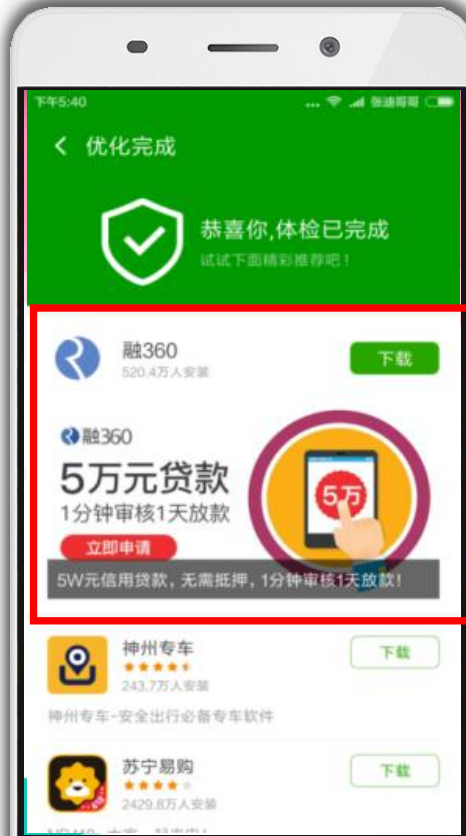 下午5:40
... 张迪哥哥
优化完成
恭喜你,体检已完成
试试下面精彩推荐吧!
融360
下载
520.4万人安装
融360
5万元贷款
5万
1分钟审核1天放款
立即申请
5W元信用贷款，无需抵押，1分钟审核1天放款!
神州专车
下载
243.7万人安装
神州专车-安全出行必备专车软件
苏宁易购
下载
2429.8万人安装